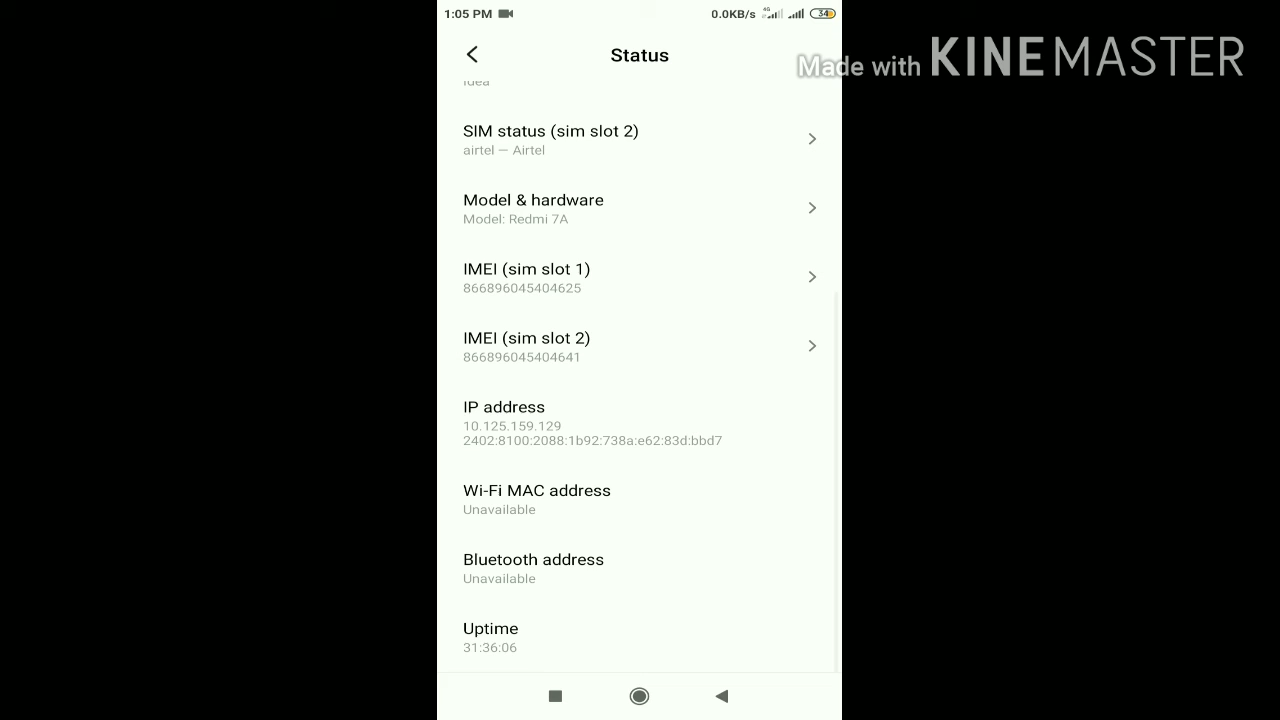 1:05 PM 0.0KB/s 4G 34
Status
Made with KINEMASTER
Idea
SIM status (sim slot 2)
airtel — Airtel
Model & hardware
Model: Redmi 7A
IMEI (sim slot 1)
866896045404625
IMEI (sim slot 2)
866896045404641
IP address
10.125.159.129
2402:8100:2088:1b92:738a:e62:83d:bbd7
Wi-Fi MAC address
Unavailable
Bluetooth address
Unavailable
Uptime
31:36:06